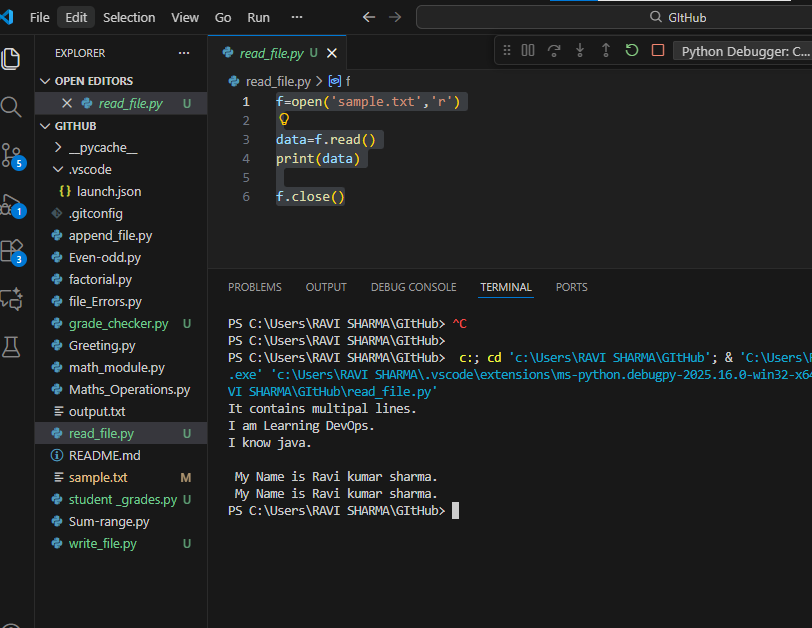 File Edit Selection View Go Run ··· ← → GItHub
EXPLORER ···
OPEN EDITORS
read_file.py U
GITHUB
__pycache__
.vscode
{} launch.json
.gitconfig
append_file.py
Even-odd.py
factorial.py
file_Errors.py
grade_checker.py U
Greeting.py
math_module.py
Maths_Operations.py
output.txt
read_file.py U
README.md
sample.txt M
student _grades.py U
Sum-range.py
write_file.py U
5
1
3
read_file.py U
Python Debugger: C...
read_file.py > f
1 f=open('sample.txt','r')
2
3 data=f.read()
4 print(data)
5
6 f.close()
PROBLEMS OUTPUT DEBUG CONSOLE TERMINAL PORTS
PS C:\Users\RAVI SHARMA\GItHub> ^C
PS C:\Users\RAVI SHARMA\GItHub>
PS C:\Users\RAVI SHARMA\GItHub>  c:; cd 'c:\Users\RAVI SHARMA\GItHub'; & 'C:\Users\
.exe' 'c:\Users\RAVI SHARMA\.vscode\extensions\ms-python.debugpy-2025.16.0-win32-x64
VI SHARMA\GItHub\read_file.py'
It contains multipal lines.
I am Learning DevOps.
I know java.
My Name is Ravi kumar sharma.
My Name is Ravi kumar sharma.
PS C:\Users\RAVI SHARMA\GItHub>